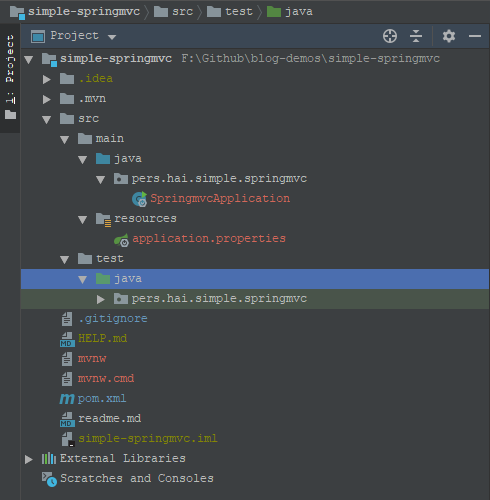 simple-springmvc src test java
1: Project
Project
simple-springmvc F:\Github\blog-demos\simple-springmvc
.idea
.mvn
src
main
java
pers.hai.simple.springmvc
SpringmvcApplication
resources
application.properties
test
java
pers.hai.simple.springmvc
.gitignore
MD HELP.md
mvnw
mvnw.cmd
m pom.xml
MD readme.md
simple-springmvc.iml
External Libraries
Scratches and Consoles